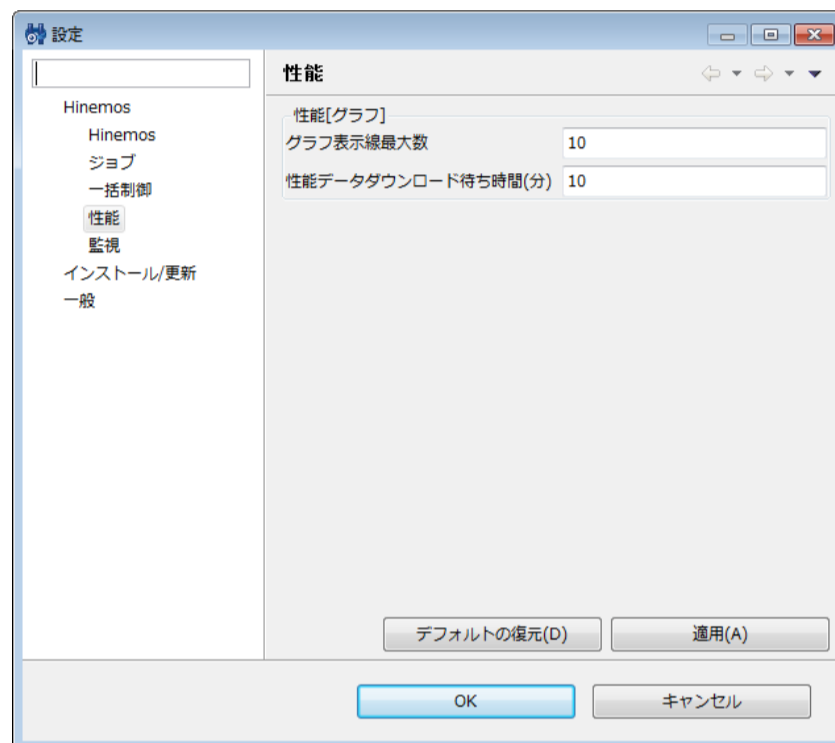 設定
性能
Hinemos
Hinemos
ジョブ
一括制御
性能
監視
インストール/更新
一般
性能[グラフ]
グラフ表示線最大数 10
性能データダウンロード待ち時間(分) 10
デフォルトの復元(D) 適用(A)
OK キャンセル